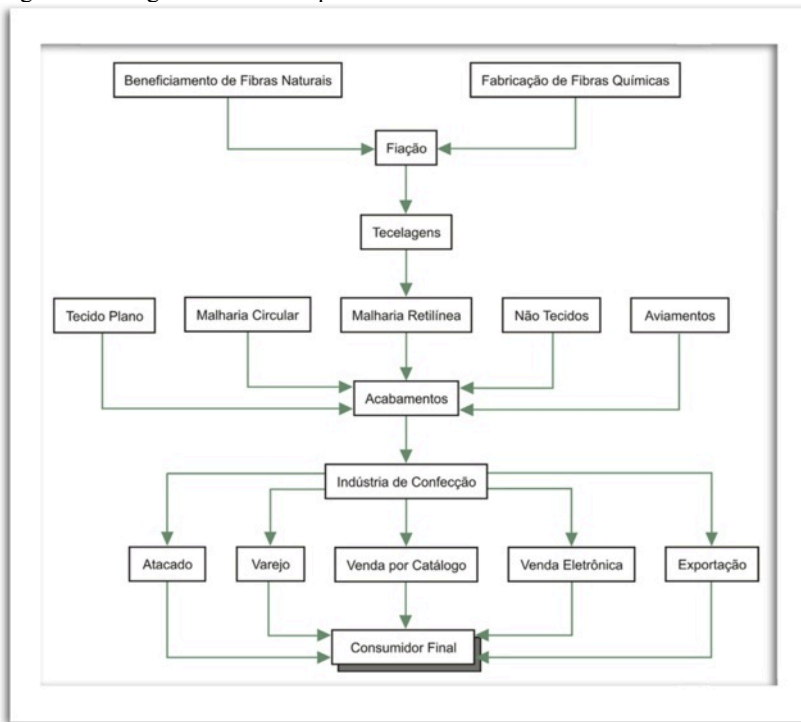 Beneficiamento de Fibras Naturais
Fabricação de Fibras Químicas
Fiação
Tecelagens
Tecido Plano
Malharia Circular
Malharia Retilínea
Não Tecidos
Aviamentos
Acabamentos
Indústria de Confecção
Atacado
Varejo
Venda por Catálogo
Venda Eletrônica
Exportação
Consumidor Final